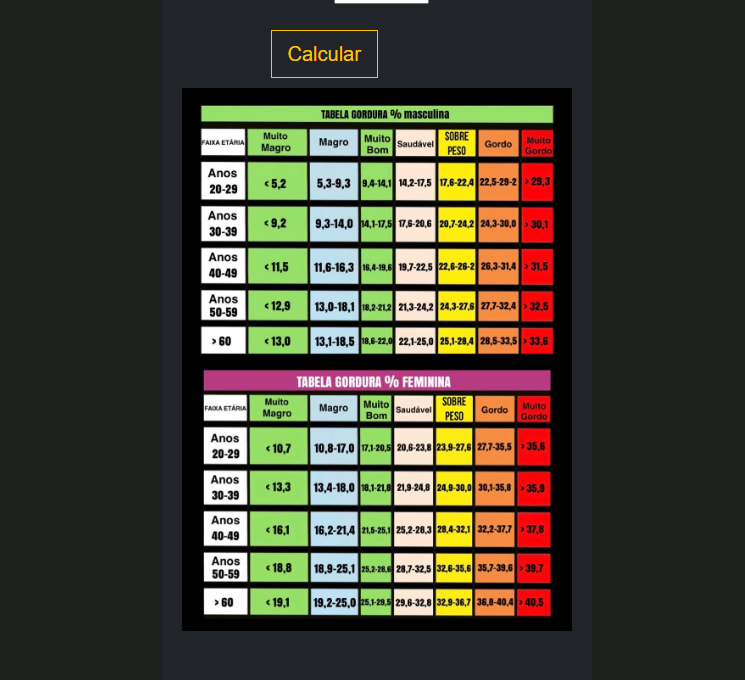 Calcular
TABELA GORDURA % masculina
FAIXA ETÁRIA Muito Magro Magro Muito Bom Saudável SOBRE PESO Gordo Muito Gordo
Anos 20-29 < 5,2 5,3-9,3 9,4-14,1 14,2-17,5 17,6-22,4 22,5-29-2 > 29,3
Anos 30-39 < 9,2 9,3-14,0 14,1-17,5 17,6-20,6 20,7-24,2 24,3-30,0 > 30,1
Anos 40-49 < 11,5 11,6-16,3 16,4-19,6 19,7-22,5 22,6-26-2 26,3-31,4 > 31,5
Anos 50-59 < 12,9 13,0-18,1 18,2-21,2 21,3-24,2 24,3-27,6 27,7-32,4 > 32,5
> 60 < 13,0 13,1-18,5 18,6-22,0 22,1-25,0 25,1-28,4 28,5-33,5 > 33,6
TABELA GORDURA % FEMININA
FAIXA ETÁRIA Muito Magro Magro Muito Bom Saudável SOBRE PESO Gordo Muito Gordo
Anos 20-29 < 10,7 10,8-17,0 17,1-20,5 20,6-23,8 23,9-27,6 27,7-35,5 > 35,6
Anos 30-39 < 13,3 13,4-18,0 18,1-21,8 21,9-24,8 24,9-30,0 30,1-35,8 > 35,9
Anos 40-49 < 16,1 16,2-21,4 21,5-25,1 25,2-28,3 28,4-32,1 32,2-37,7 > 37,8
Anos 50-59 < 18,8 18,9-25,1 25,2-28,6 28,7-32,5 32,6-35,6 35,7-39,6 > 39,7
> 60 < 19,1 19,2-25,0 25,1-29,5 29,6-32,8 32,9-36,7 36,8-40,4 > 40,5